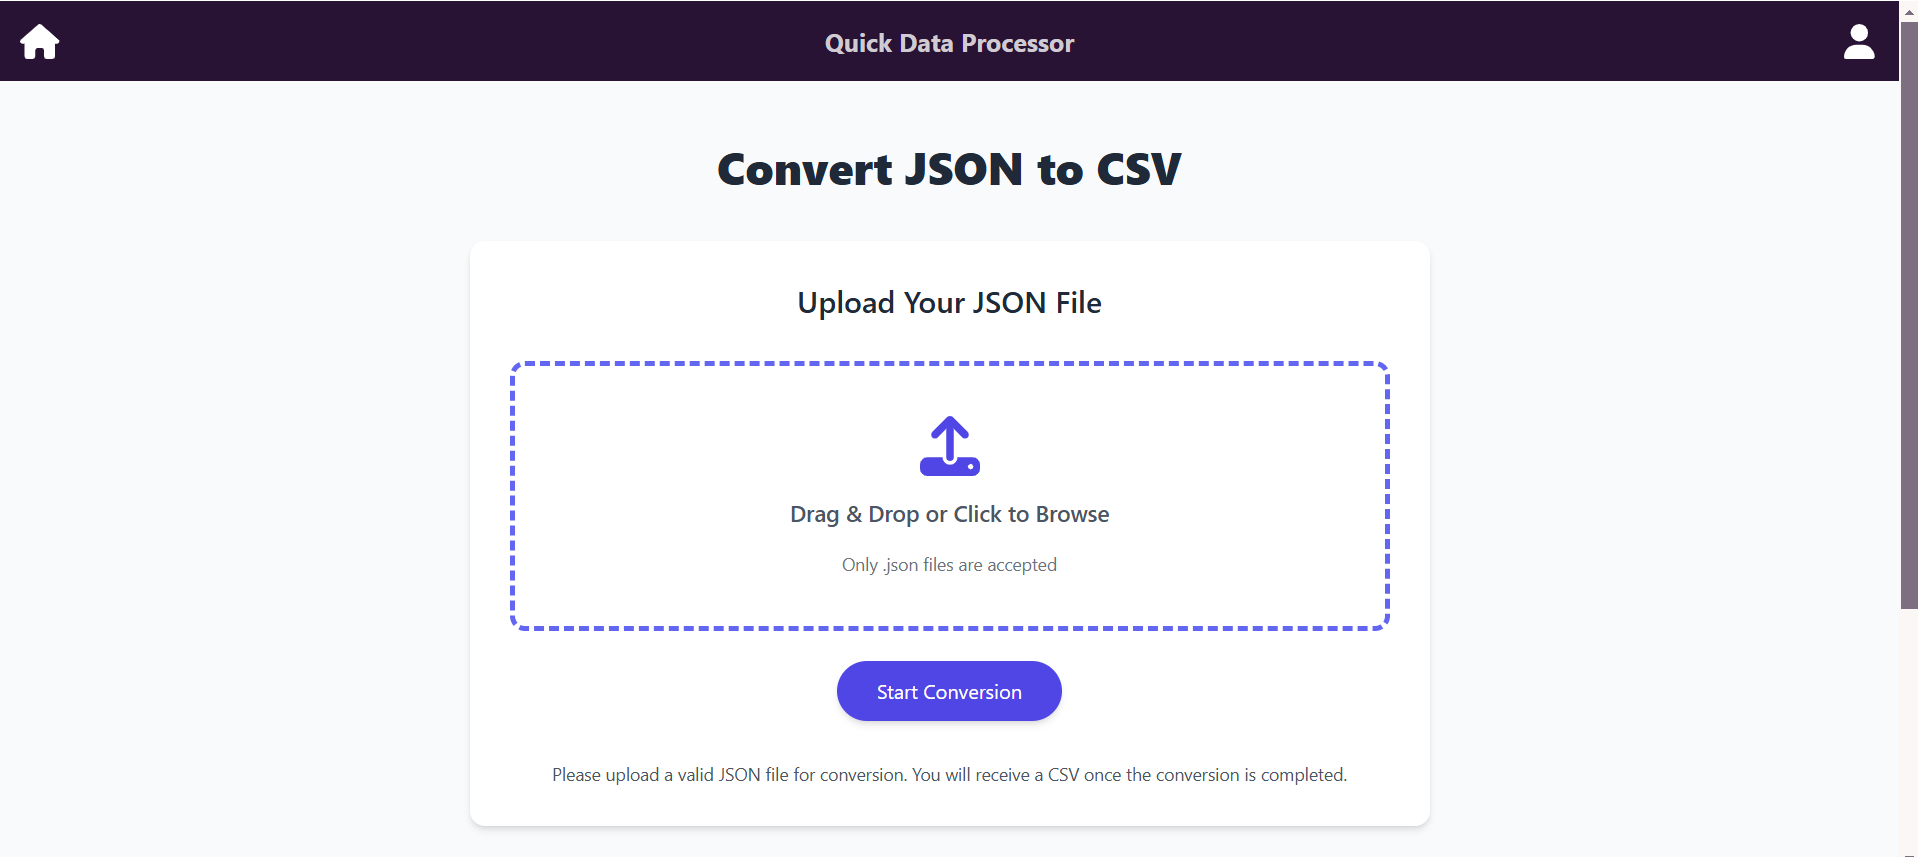 Quick Data Processor
Convert JSON to CSV
Upload Your JSON File
Drag & Drop or Click to Browse
Only .json files are accepted
Start Conversion
Please upload a valid JSON file for conversion. You will receive a CSV once the conversion is completed.